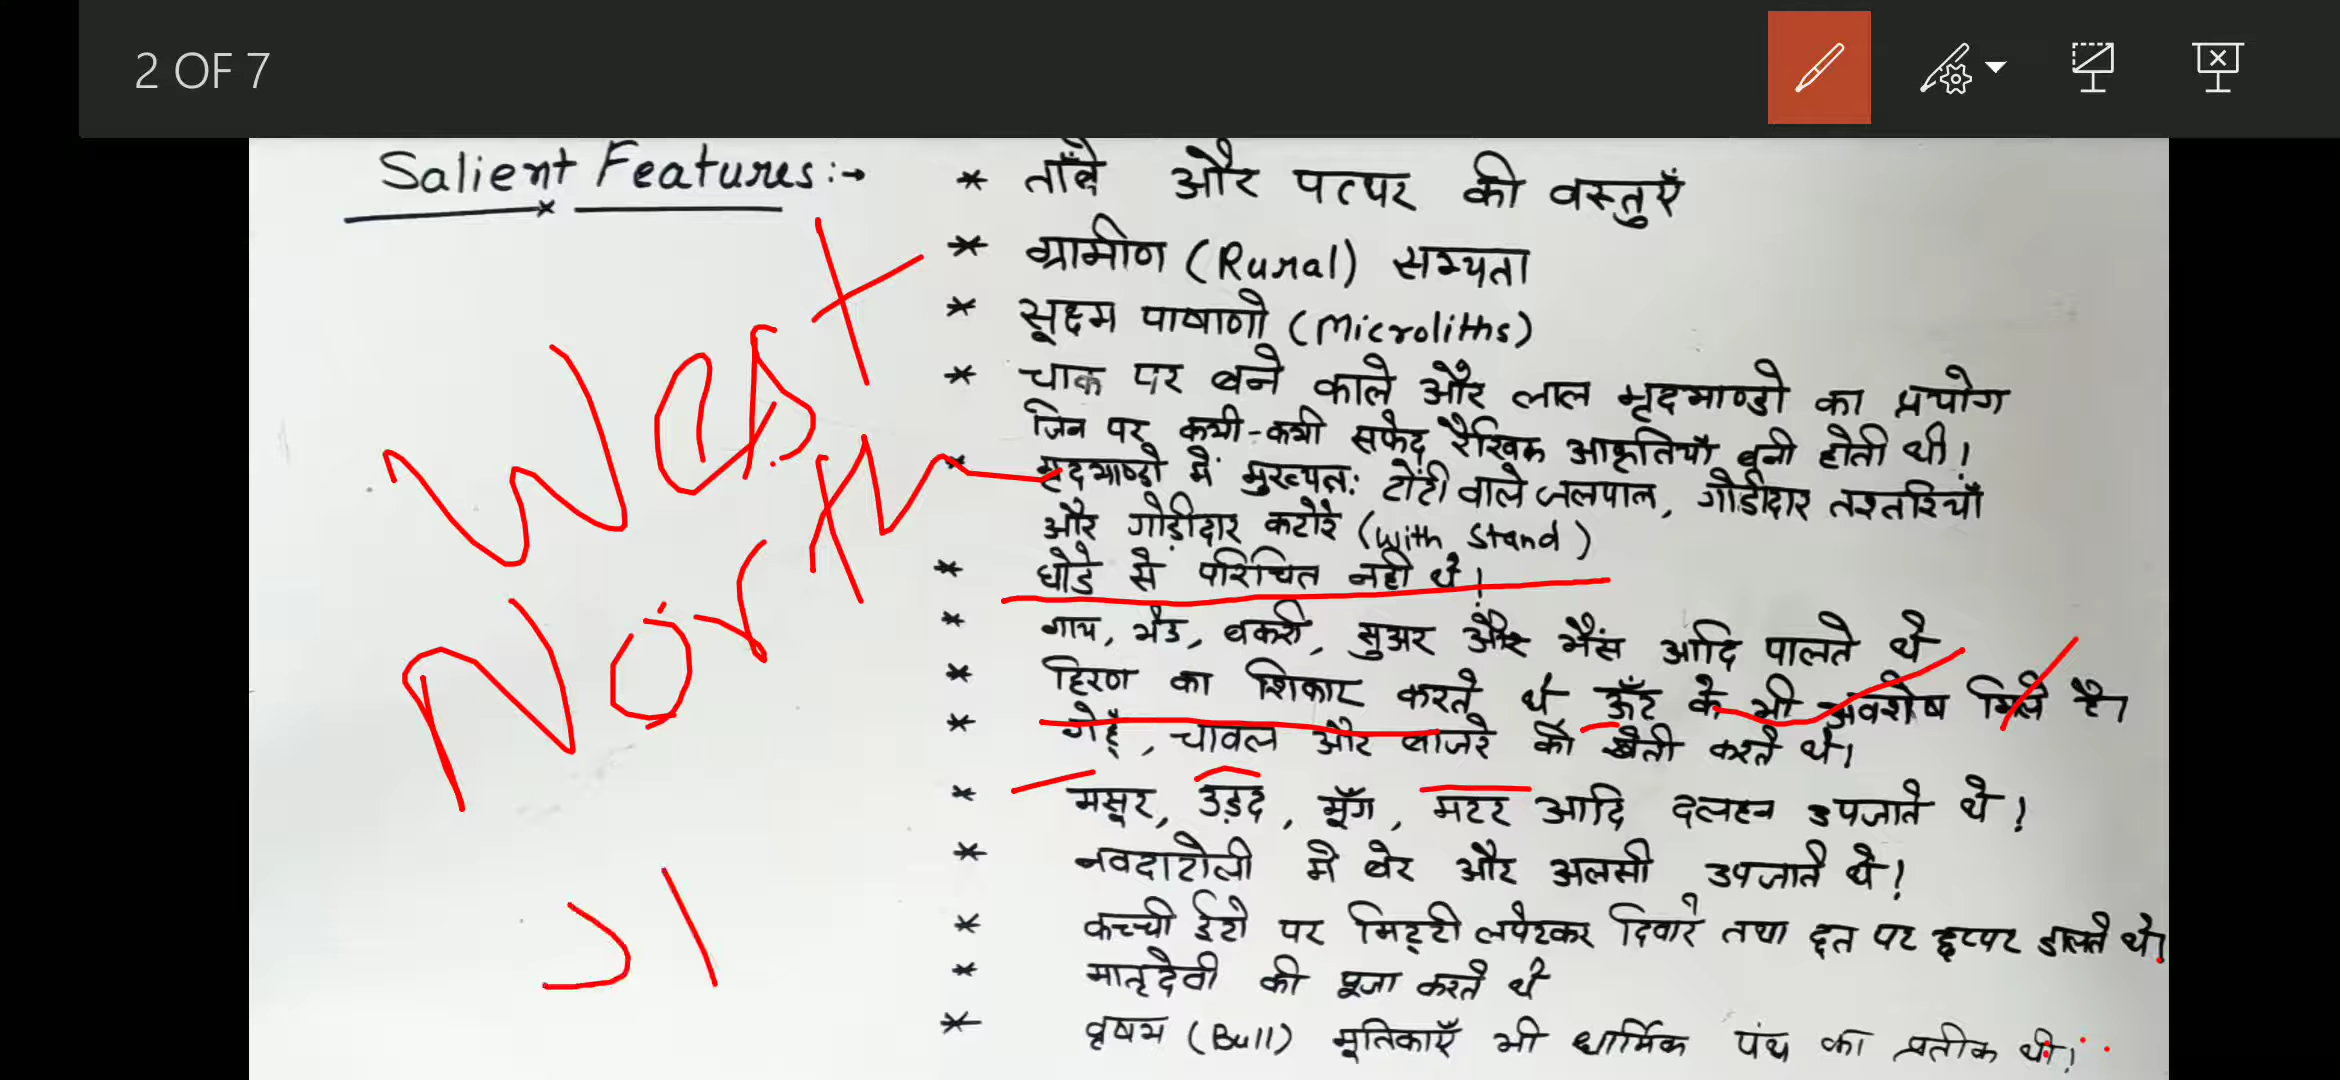 2 OF 7
Salient Features:→
* ताँबे और पत्थर की वस्तुएँ
* ग्रामीण (Rural) सभ्यता
* सूक्ष्म पाषाणो (Microliths)
* चाक पर बने काले और लाल मृदभाण्डो का प्रयोग
जिन पर कभी-कभी सफेद रैखिक आकृतियाँ बनी होती थी।
* मृदभाण्डो में मुख्यतः टोंटी वाले जलपात्र, गोडीदार तश्तरियाँ
और गोड़ीदार कटोरे (with stand)
* घोडे से परिचित नही थे।
* गाय, भेड, बकरी, सुअर और भैंस आदि पालते थे
* हिरण का शिकार करते थे ऊँट के भी अवशेष मिले है।
* गेहूँ, चावल और बाजरे की खेती करते थे।
* मसूर, उड़द, मूँग, मटर आदि दलहन उपजाते थे।
* नवदाटोली मे बेर और अलसी उपजाते थे।
* कच्ची ईटो पर मिट्टी लपेटकर दिवारे तथा छत पर छप्पर डालते थे।
* मातृदेवी की पूजा करते थे
* वृषभ (Bull) मूर्तिकाएँ भी धार्मिक पंथ का प्रतीक थी।
West
North